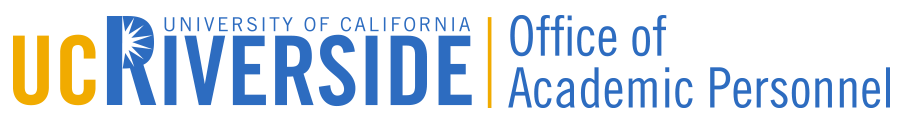 UNIVERSITY OF CALIFORNIA
UCRIVERSIDE
Office of
Academic Personnel